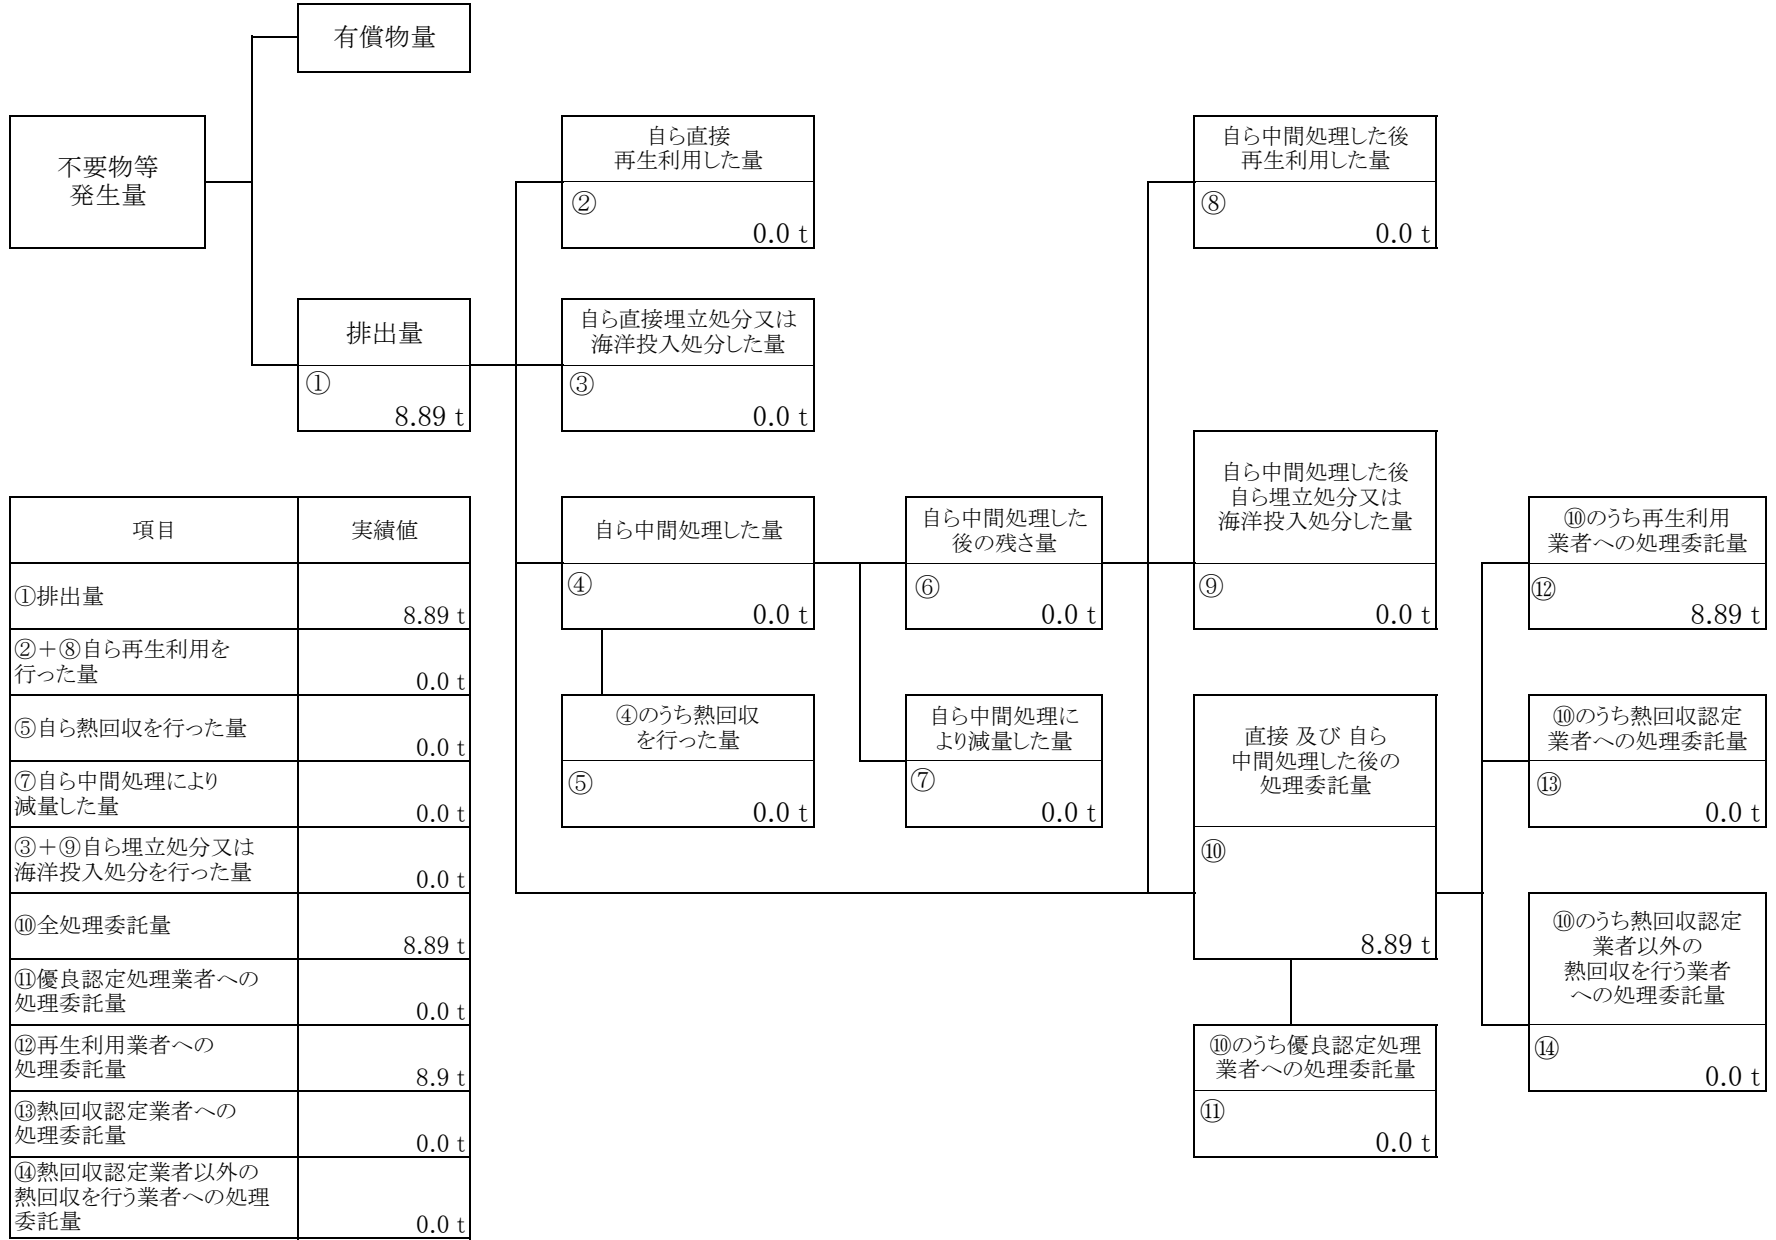 有償物量
不要物等
発生量
自ら直接
再生利用した量
②
0.0 t
自ら中間処理した後
再生利用した量
⑧
0.0 t
排出量
①
8.89 t
自ら直接埋立処分又は
海洋投入処分した量
③
0.0 t
自ら中間処理した量
④
0.0 t
自ら中間処理した
後の残さ量
⑥
0.0 t
自ら中間処理した後
自ら埋立処分又は
海洋投入処分した量
⑨
0.0 t
⑩のうち再生利用
業者への処理委託量
⑫
8.89 t
④のうち熱回収
を行った量
⑤
0.0 t
自ら中間処理に
より減量した量
⑦
0.0 t
直接 及び 自ら
中間処理した後の
処理委託量
⑩
8.89 t
⑩のうち熱回収認定
業者への処理委託量
⑬
0.0 t
⑩のうち熱回収認定
業者以外の
熱回収を行う業者
への処理委託量
⑭
0.0 t
⑩のうち優良認定処理
業者への処理委託量
⑪
0.0 t
項目 実績値
①排出量
8.89 t
②＋⑧自ら再生利用を
行った量
0.0 t
⑤自ら熱回収を行った量
0.0 t
⑦自ら中間処理により
減量した量
0.0 t
③＋⑨自ら埋立処分又は
海洋投入処分を行った量
0.0 t
⑩全処理委託量
8.89 t
⑪優良認定処理業者への
処理委託量
0.0 t
⑫再生利用業者への
処理委託量
8.9 t
⑬熱回収認定業者への
処理委託量
0.0 t
⑭熱回収認定業者以外の
熱回収を行う業者への処理
委託量
0.0 t